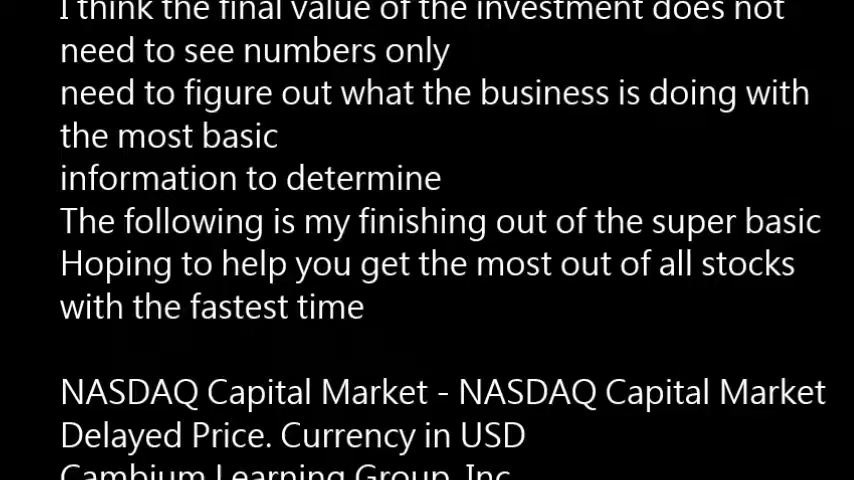 I think the final value of the investment does not
need to see numbers only
need to figure out what the business is doing with
the most basic
information to determine
The following is my finishing out of the super basic
Hoping to help you get the most out of all stocks
with the fastest time
NASDAQ Capital Market - NASDAQ Capital Market
Delayed Price. Currency in USD
Cambium Learning Group, Inc.